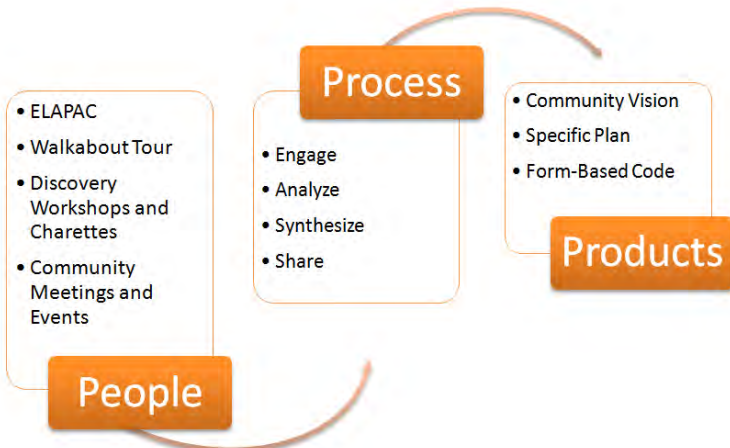 • ELAPAC
• Walkabout Tour
• Discovery
Workshops and
Charettes
• Community
Meetings and
Events
People
Process
• Engage
• Analyze
• Synthesize
• Share
• Community Vision
• Specific Plan
• Form-Based Code
Products